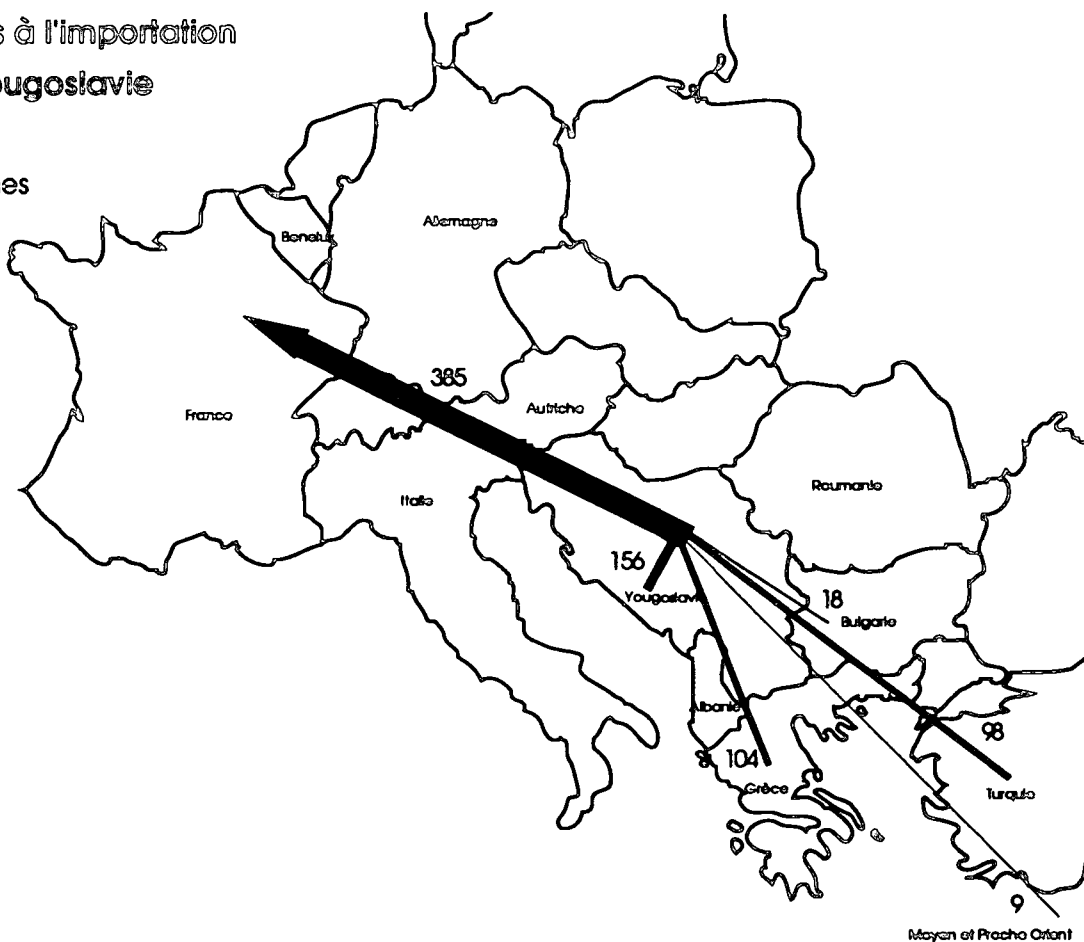 s à l'importation
ougoslavie
es
Allemagne
Benelux
385
France
Autriche
Italie
Roumanie
156
Yougoslavie
18
Bulgarie
Albanie
98
104
Grèce
Turquie
9
Moyen et Proche Orient